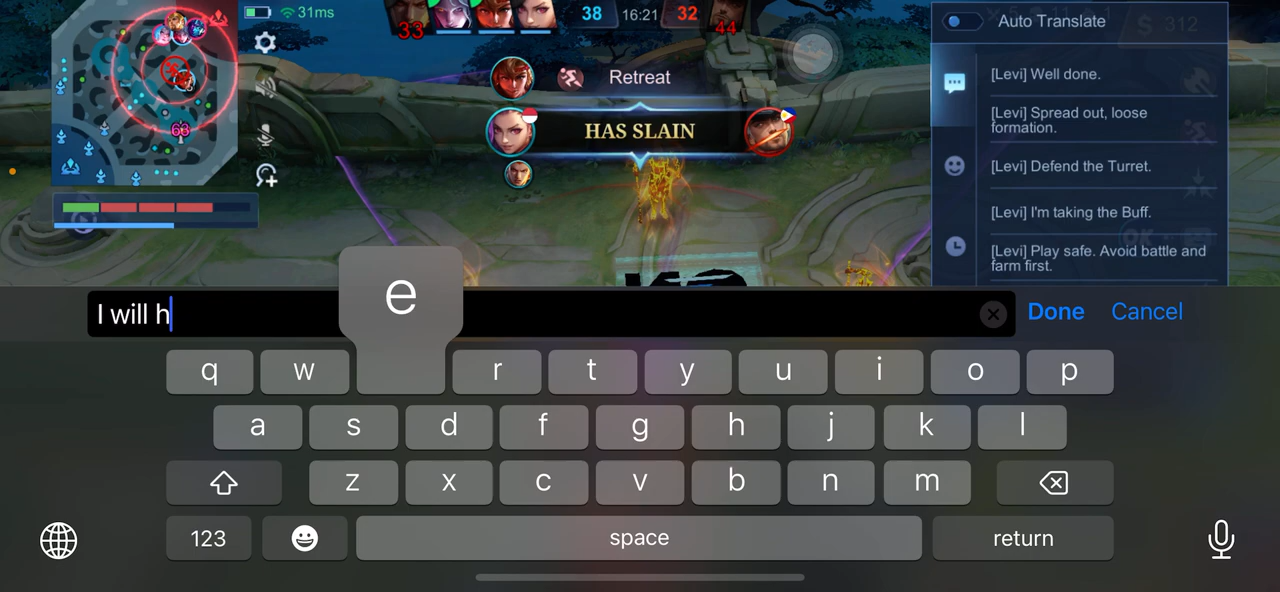 31ms
33
38 16:21 32
44
Retreat
HAS SLAIN
63
Auto Translate
312
[Levi] Well done.
[Levi] Spread out, loose
formation.
[Levi] Defend the Turret.
[Levi] I'm taking the Buff.
[Levi] Play safe. Avoid battle and
farm first.
I will h
Done Cancel
e
q w r t y u i o p
a s d f g h j k l
z x c v b n m
123 space return